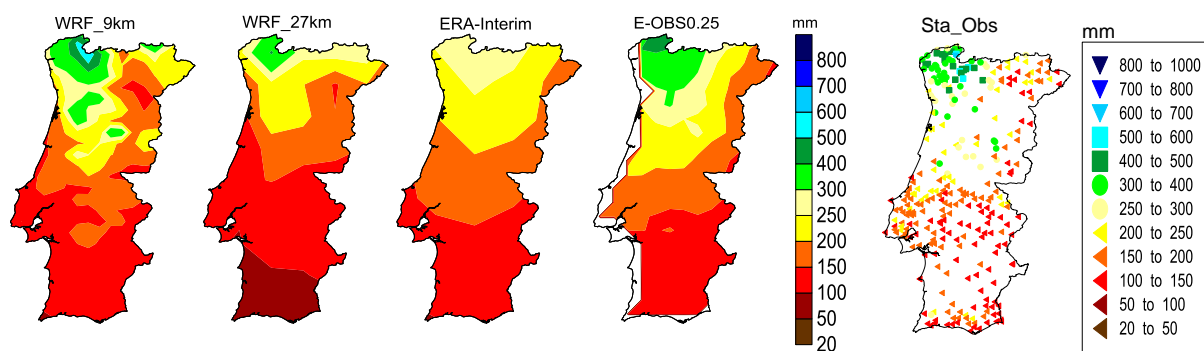 WRF_9km
WRF_27km
ERA-Interim
E-OBS0.25
mm
800
700
600
500
400
300
250
200
150
100
50
20
Sta_Obs
mm
800 to 1000
700 to 800
600 to 700
500 to 600
400 to 500
300 to 400
250 to 300
200 to 250
150 to 200
100 to 150
50 to 100
20 to 50